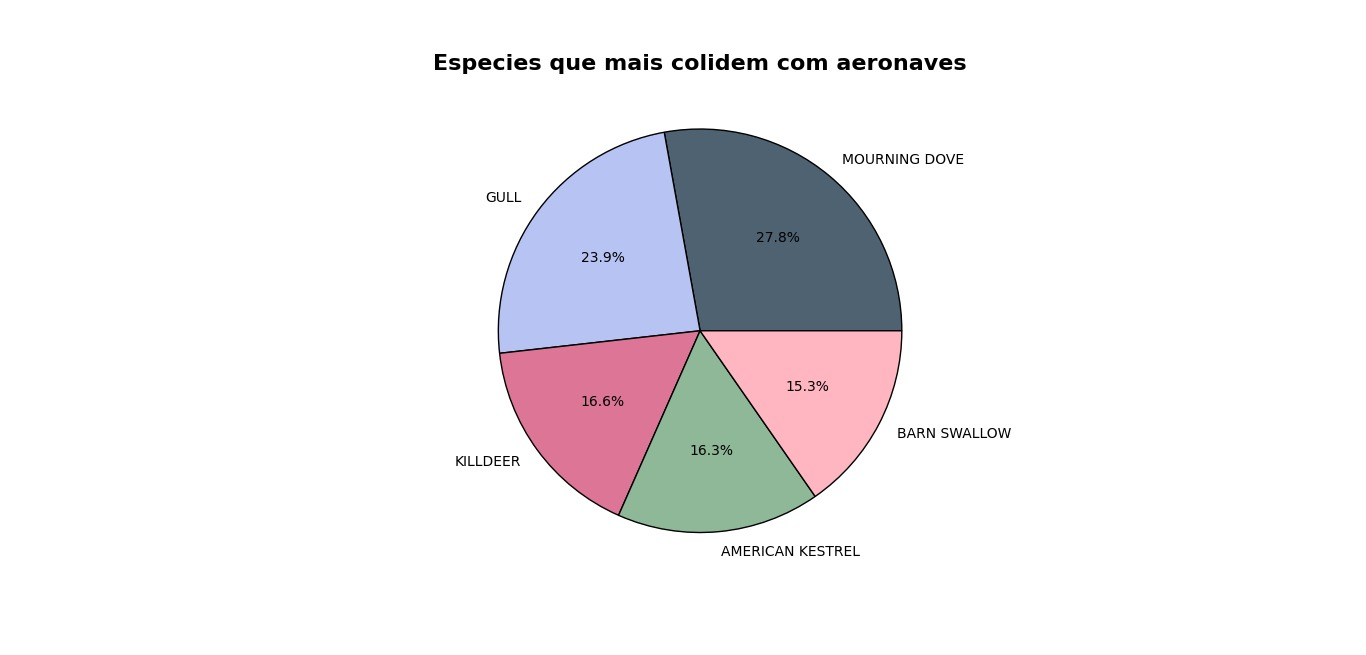 Especies que mais colidem com aeronaves
MOURNING DOVE
GULL
27.8%
23.9%
15.3%
16.6%
BARN SWALLOW
16.3%
KILLDEER
AMERICAN KESTREL